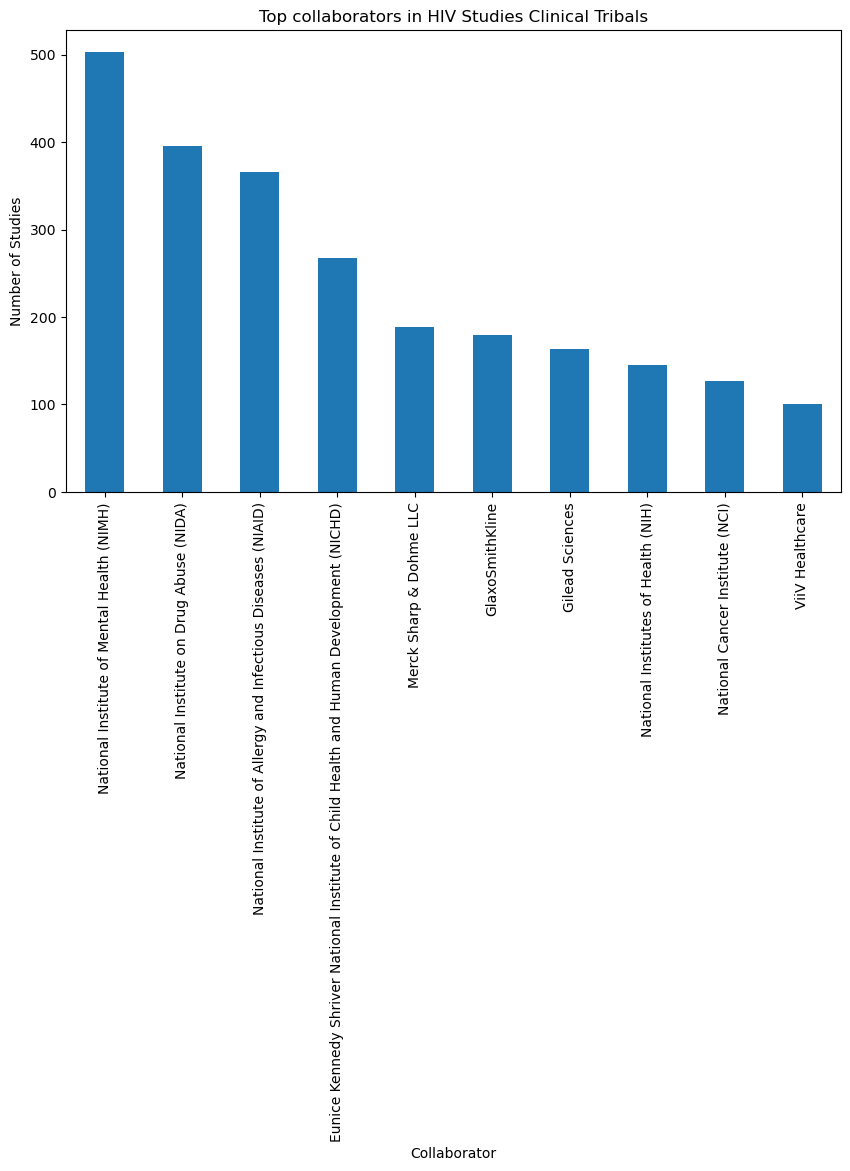 Top collaborators in HIV Studies Clinical Tribals
Number of Studies
500
400
300
200
100
0
National Institute of Mental Health (NIMH)
National Institute on Drug Abuse (NIDA)
National Institute of Allergy and Infectious Diseases (NIAID)
Eunice Kennedy Shriver National Institute of Child Health and Human Development (NICHD)
Merck Sharp & Dohme LLC
GlaxoSmithKline
Gilead Sciences
National Institutes of Health (NIH)
National Cancer Institute (NCI)
ViiV Healthcare
Collaborator